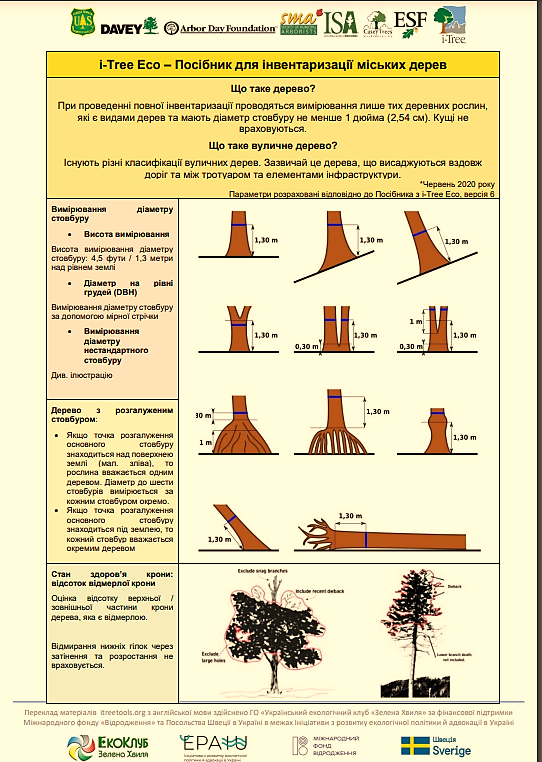 DAVEY
Arbor Day Foundation
sma
ARBORISTS
ISA
Casey Trees
ESF
i-Tree
i-Tree Eco – Посібник для інвентаризації міських дерев
Що таке дерево?
При проведенні повної інвентаризації проводяться вимірювання лише тих деревних рослин,
які є видами дерев та мають діаметр стовбуру не менше 1 дюйма (2,54 см). Кущі не
враховуються.
Що таке вуличне дерево?
Існують різні класифікації вуличних дерев. Зазвичай це дерева, що висаджуються вздовж
доріг та між тротуаром та елементами інфраструктури.
*Червень 2020 року
Параметри розраховані відповідно до Посібника з i-Tree Eco, версія 6
Вимірювання діаметру
стовбуру
• Висота вимірювання
Висота вимірювання діаметру
стовбуру: 4,5 фути / 1,3 метри
над рівнем землі
• Діаметр на рівні
грудей (DBH)
Вимірювання діаметру стовбуру
за допомогою мірної стрічки
• Вимірювання
діаметру
нестандартного
стовбуру
Див. ілюстрацію
1,30 m
1,30 m
1,30 m
1,30 m
1,30 m
0,30 m
1 m
0,30 m
1,30 m
Дерево з розгалуженим
стовбуром:
• Якщо точка розгалуження
основного стовбуру
знаходиться над поверхнею
землі (мал. зліва), то
рослина вважається одним
деревом. Діаметр до шести
стовбурів вимірюється за
кожним стовбуром окремо.
• Якщо точка розгалуження
основного стовбуру
знаходиться під землею, то
кожний стовбур вважається
окремим деревом
30 m
1 m
1,30 m
1,30 m
1,30 m
1,30 m
Стан здоров’я крони:
відсоток відмерлої крони
Оцінка відсотку верхньої /
зовнішньої частини крони
дерева, яка є відмерлою.
Відмирання нижніх гілок через
затінення та розростання не
враховується.
Exclude snag branches
Include recent dieback
Exclude
large holes
Dieback
Lower branch death
not included.
Переклад матеріалів itreetools.org з англійської мови здійснено ГО «Український екологічний клуб «Зелена Хвиля» за фінансової підтримки
Міжнародного фонду «Відродження» та Посольства Швеції в Україні в межах Ініціативи з розвитку екологічної політики й адвокації в Україні
ЕКОКЛУБ
Зелена Хвиля
EPAIU
Ініціатива з розвитку екологічної
політики й адвокації в Україні
МІЖНАРОДНИЙ
ФОНД
ВІДРОДЖЕННЯ
Швеція
Sverige